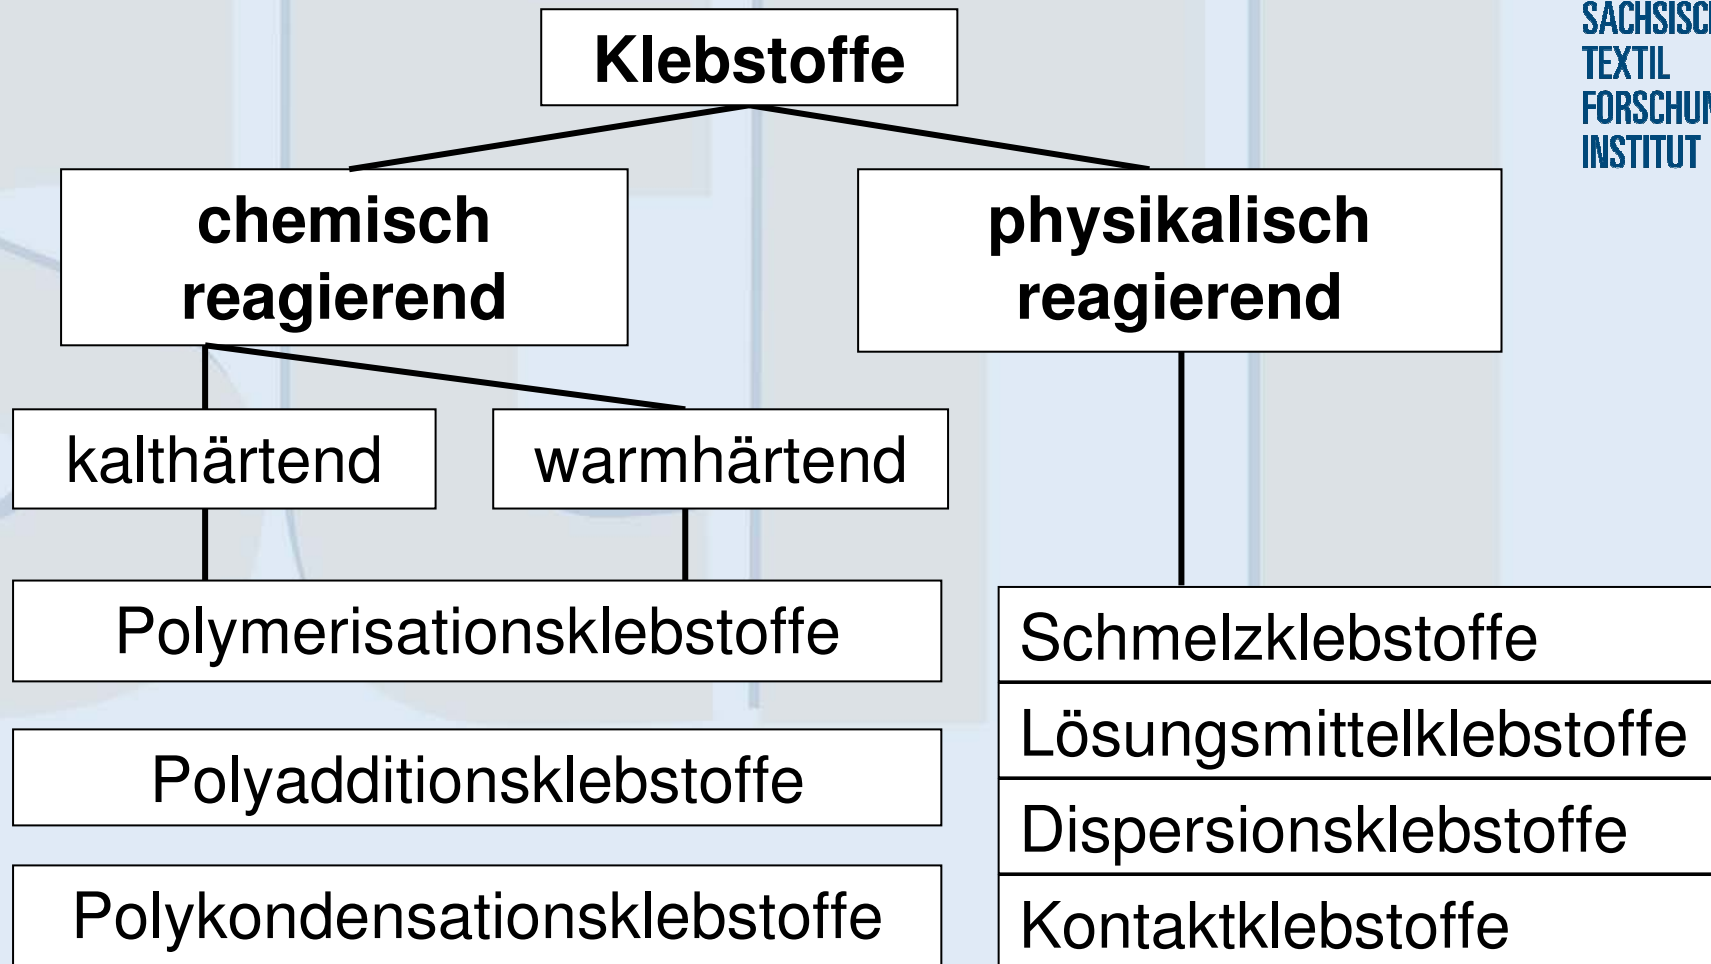 Klebstoffe
TEXTIL
INSTITUT
chemisch
reagierend
physikalisch
reagierend
kalthärtend
warmhärtend
Polymerisationsklebstoffe
Polyadditionsklebstoffe
Polykondensationsklebstoffe
Schmelzklebstoffe
Lösungsmittelklebstoffe
Dispersionsklebstoffe
Kontaktklebstoffe